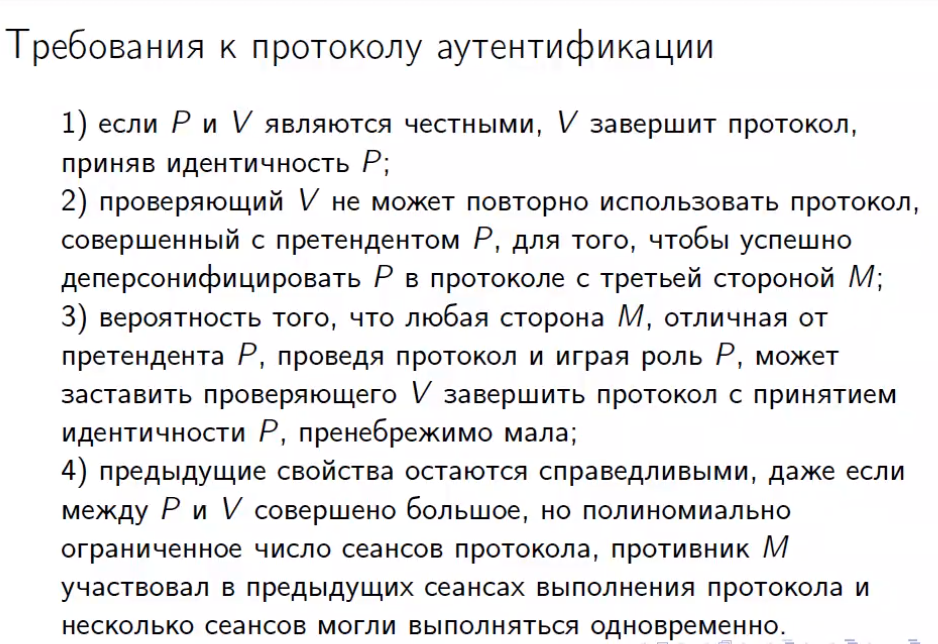 Требования к протоколу аутентификации
1) если P и V являются честными, V завершит протокол,
приняв идентичность P;
2) проверяющий V не может повторно использовать протокол,
совершенный с претендентом P, для того, чтобы успешно
деперсонифицировать P в протоколе с третьей стороной M;
3) вероятность того, что любая сторона M, отличная от
претендента P, проведя протокол и играя роль P, может
заставить проверяющего V завершить протокол с принятием
идентичности P, пренебрежимо мала;
4) предыдущие свойства остаются справедливыми, даже если
между P и V совершено большое, но полиномиально
ограниченное число сеансов протокола, противник M
участвовал в предыдущих сеансах выполнения протокола и
несколько сеансов могли выполняться одновременно.